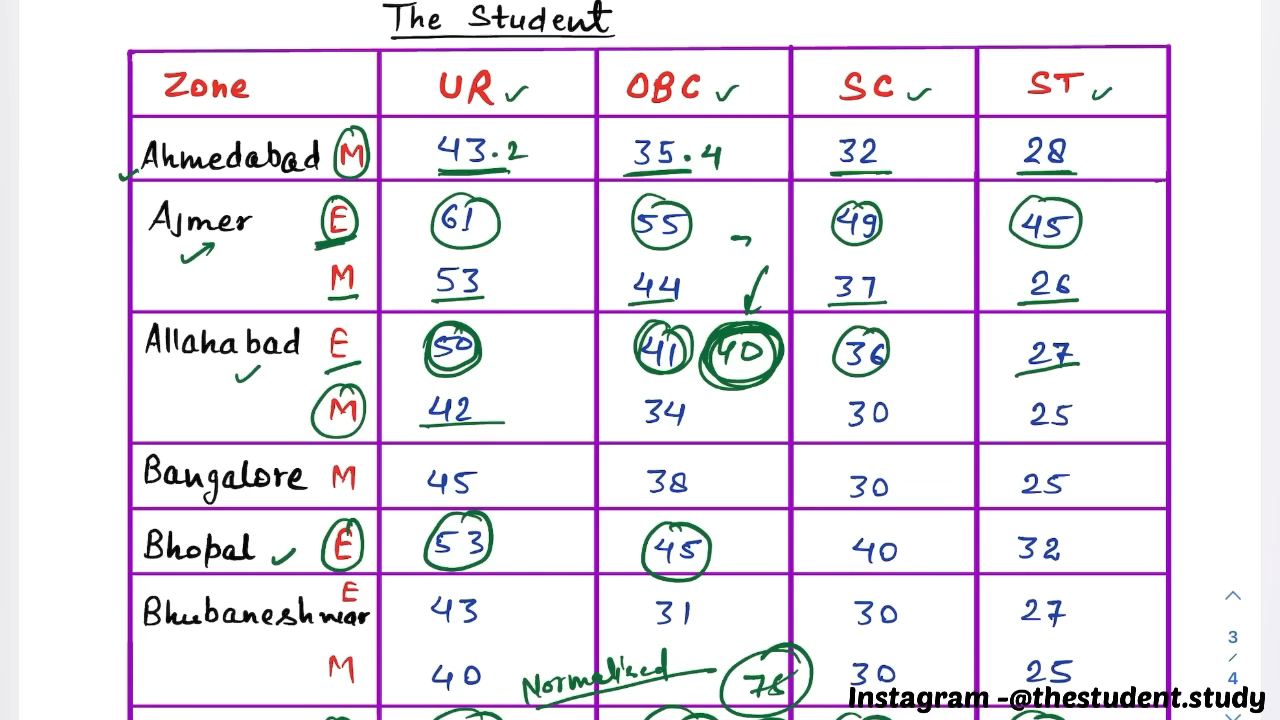 The Student
Zone UR OBC SC ST
Ahmedabad M 43.2 35.4 32 28
Ajmer E 61 55 49 45
M 53 44 37 26
Allahabad E 50 41 40 36 27
M 42 34 30 25
Bangalore M 45 38 30 25
Bhopal E 53 45 40 32
E
Bhubaneshwar 43 31 30 27
M 40 Normalised 30 25
Instagram -@thestudent.study
3
/
4